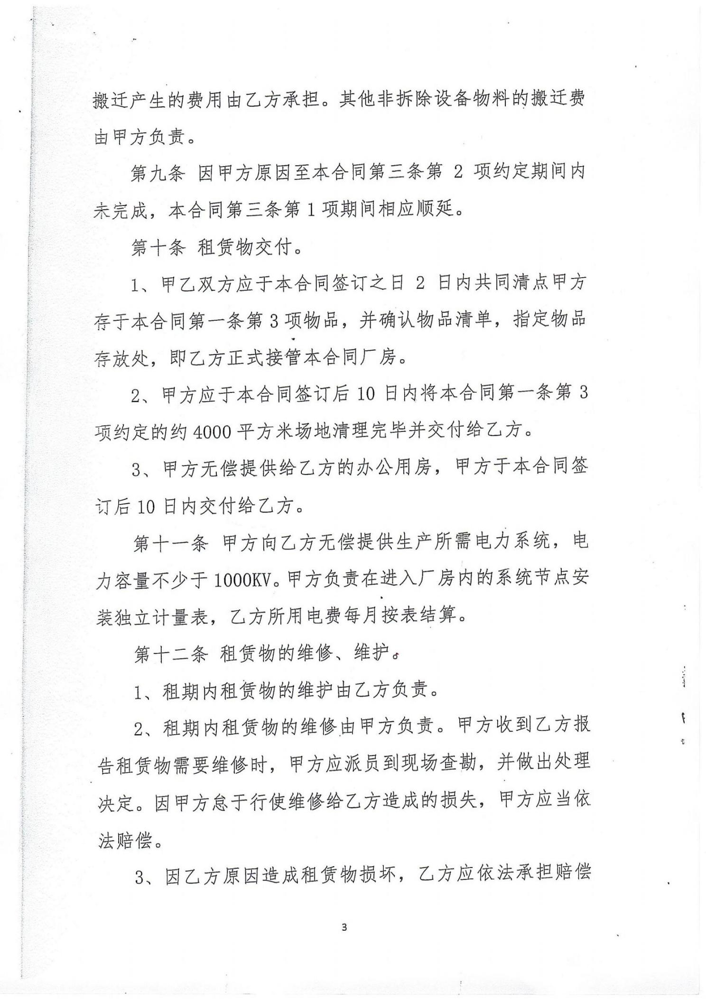 搬迁产生的费用由乙方承担。其他非拆除设备物料的搬迁费
由甲方负责。
第九条 因甲方原因至本合同第三条第 2 项约定期间内
未完成，本合同第三条第1项期间相应顺延。
第十条 租赁物交付。
1、甲乙双方应于本合同签订之日 2 日内共同清点甲方
存于本合同第一条第3项物品，并确认物品清单，指定物品
存放处，即乙方正式接管本合同厂房。
2、甲方应于本合同签订后10日内将本合同第一条第3
项约定的约4000平方米场地清理完毕并交付给乙方。
3、甲方无偿提供给乙方的办公用房，甲方于本合同签
订后10日内交付给乙方。
第十一条 甲方向乙方无偿提供生产所需电力系统，电
力容量不少于1000KV。甲方负责在进入厂房内的系统节点安
装独立计量表，乙方所用电费每月按表结算。
第十二条 租赁物的维修、维护。
1、租期内租赁物的维护由乙方负责。
2、租期内租赁物的维修由甲方负责。甲方收到乙方报
告租赁物需要维修时，甲方应派员到现场查勘，并做出处理
决定。因甲方怠于行使维修给乙方造成的损失，甲方应当依
法赔偿。
3、因乙方原因造成租赁物损坏，乙方应依法承担赔偿
3